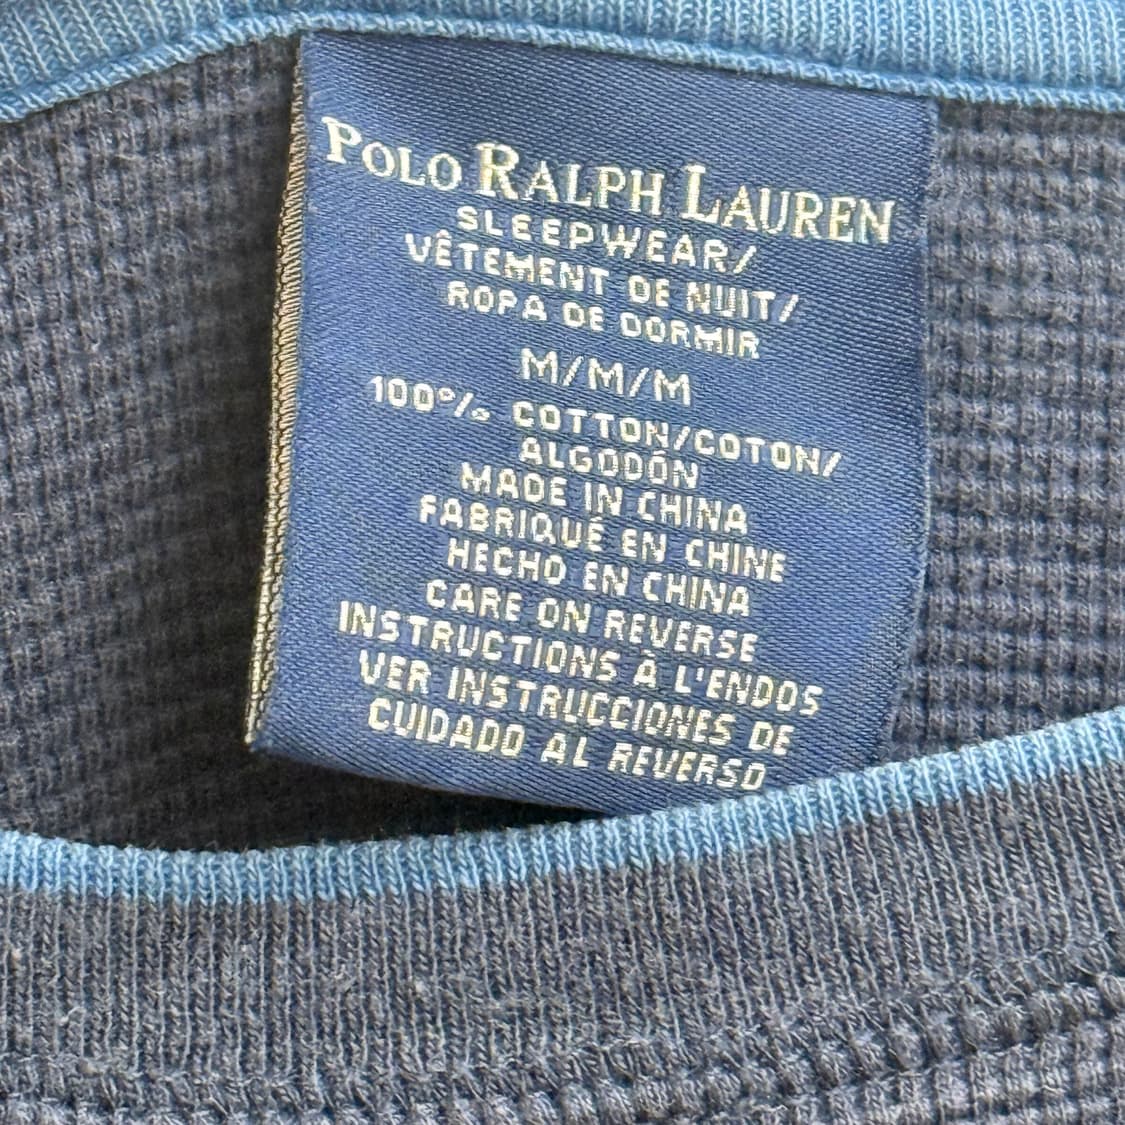 POLO RALPH LAUREN
SLEEPWEAR/
VÊTEMENT DE NUIT/
ROPA DE DORMIR
M/M/M
100% COTTON/COTON/
ALGODÓN
MADE IN CHINA
FABRIQUÉ EN CHINE
HECHO EN CHINA
CARE ON REVERSE
INSTRUCTIONS À L'ENDOS
VER INSTRUCCIONES DE
CUIDADO AL REVERSO